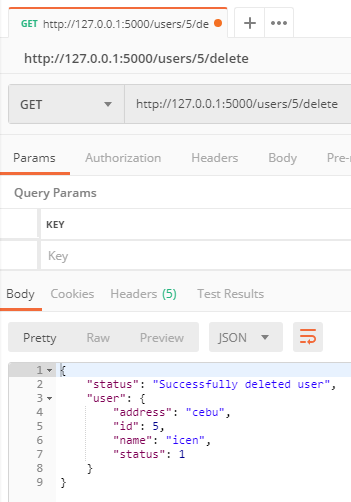 GET http://127.0.0.1:5000/users/5/de
http://127.0.0.1:5000/users/5/delete
GET http://127.0.0.1:5000/users/5/delete
Params Authorization Headers Body Pre-
Query Params
KEY
Key
Body Cookies Headers (5) Test Results
Pretty Raw Preview JSON
1 {
2 "status": "Successfully deleted user",
3 "user": {
4 "address": "cebu",
5 "id": 5,
6 "name": "icen",
7 "status": 1
8 }
9 }